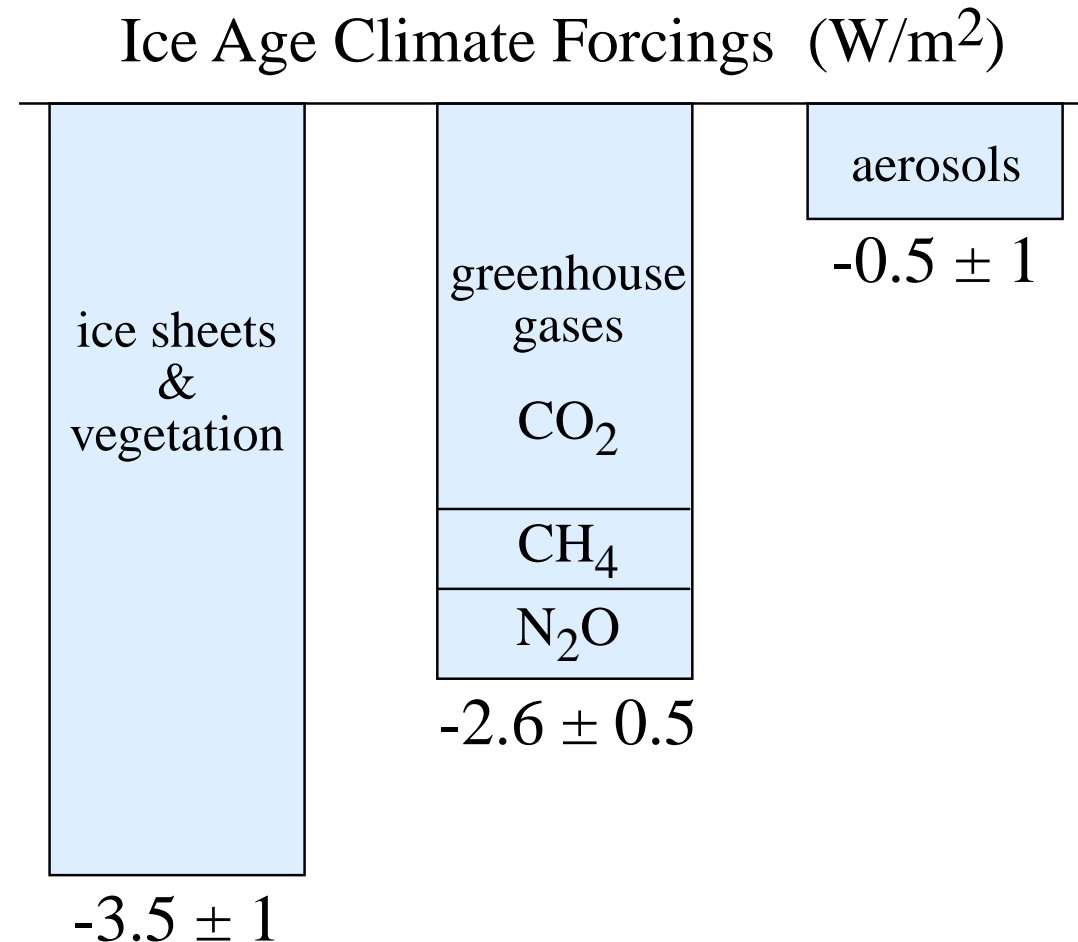 Ice Age Climate Forcings (W/m²)
ice sheets
&
vegetation
-3.5 ± 1
greenhouse
gases
CO₂
CH₄
N₂O
-2.6 ± 0.5
aerosols
-0.5 ± 1